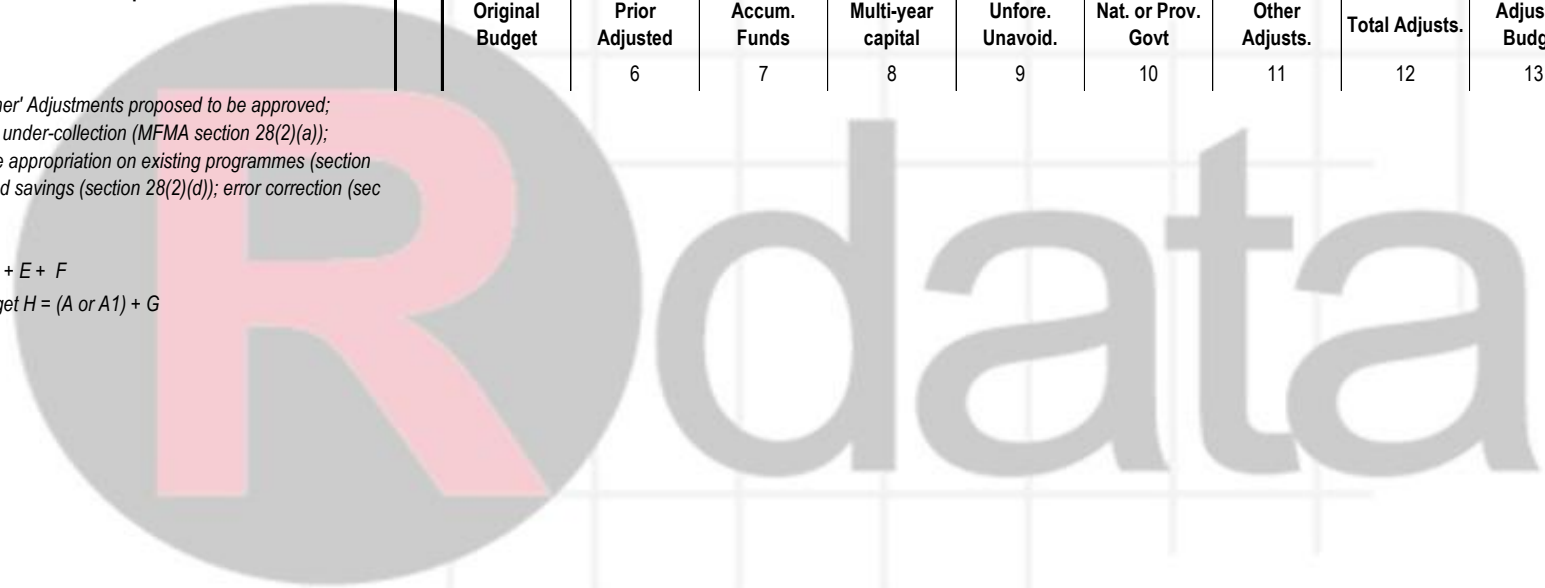 Original Prior Accum. Multi-year Unfore. Nat. or Prov. Other Total Adjusts.
Budget Adjusted Funds capital Unavoid. Govt Adjusts.
6 7 8 9 10 11 12 13
her' Adjustments proposed to be approved;
under-collection (MFMA section 28(2)(a));
appropriation on existing programmes (section
savings (section 28(2)(d)); error correction (sec
+ E + F
get H = (A or A1) + G
R data